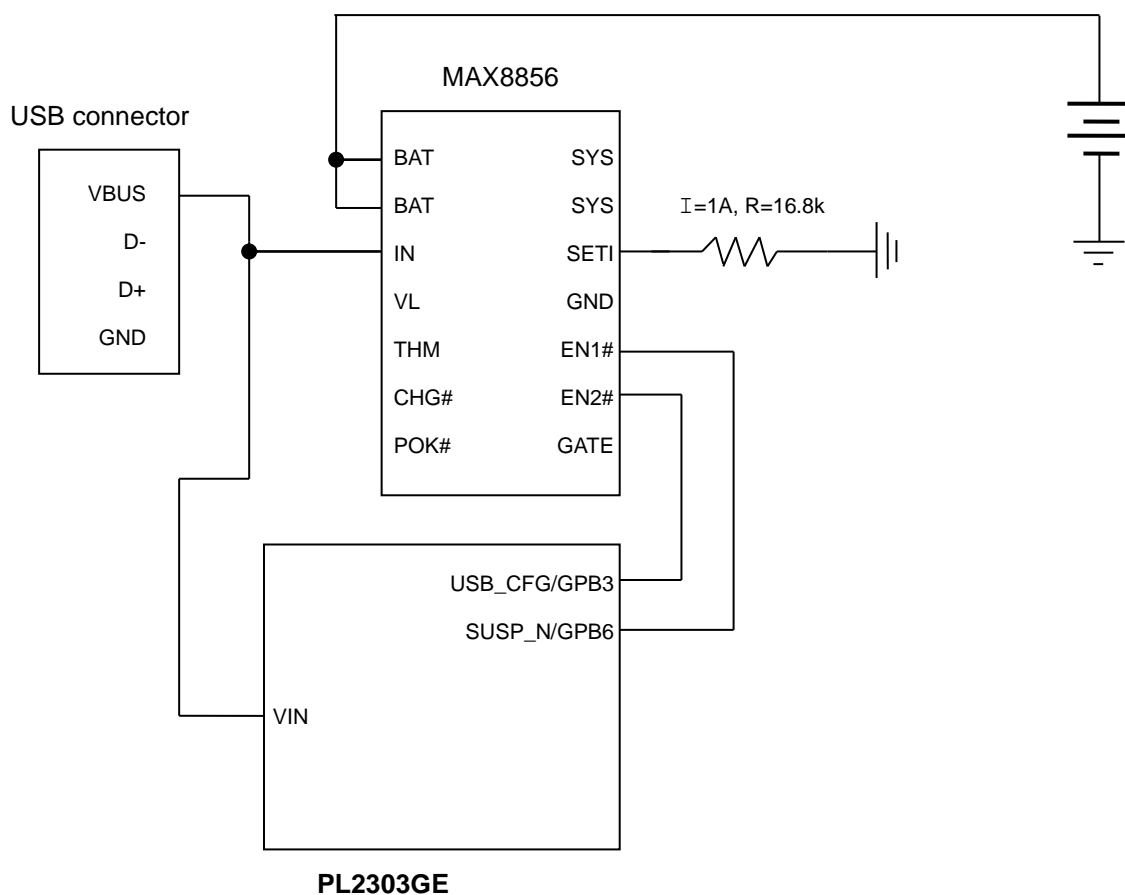 MAX8856
USB connector
VBUS
D-
D+
GND
BAT
BAT
IN
VL
THM
CHG#
POK#
SYS
SYS
SETI
GND
EN1#
EN2#
GATE
I=1A, R=16.8k
USB_CFG/GPB3
SUSP_N/GPB6
VIN
PL2303GE